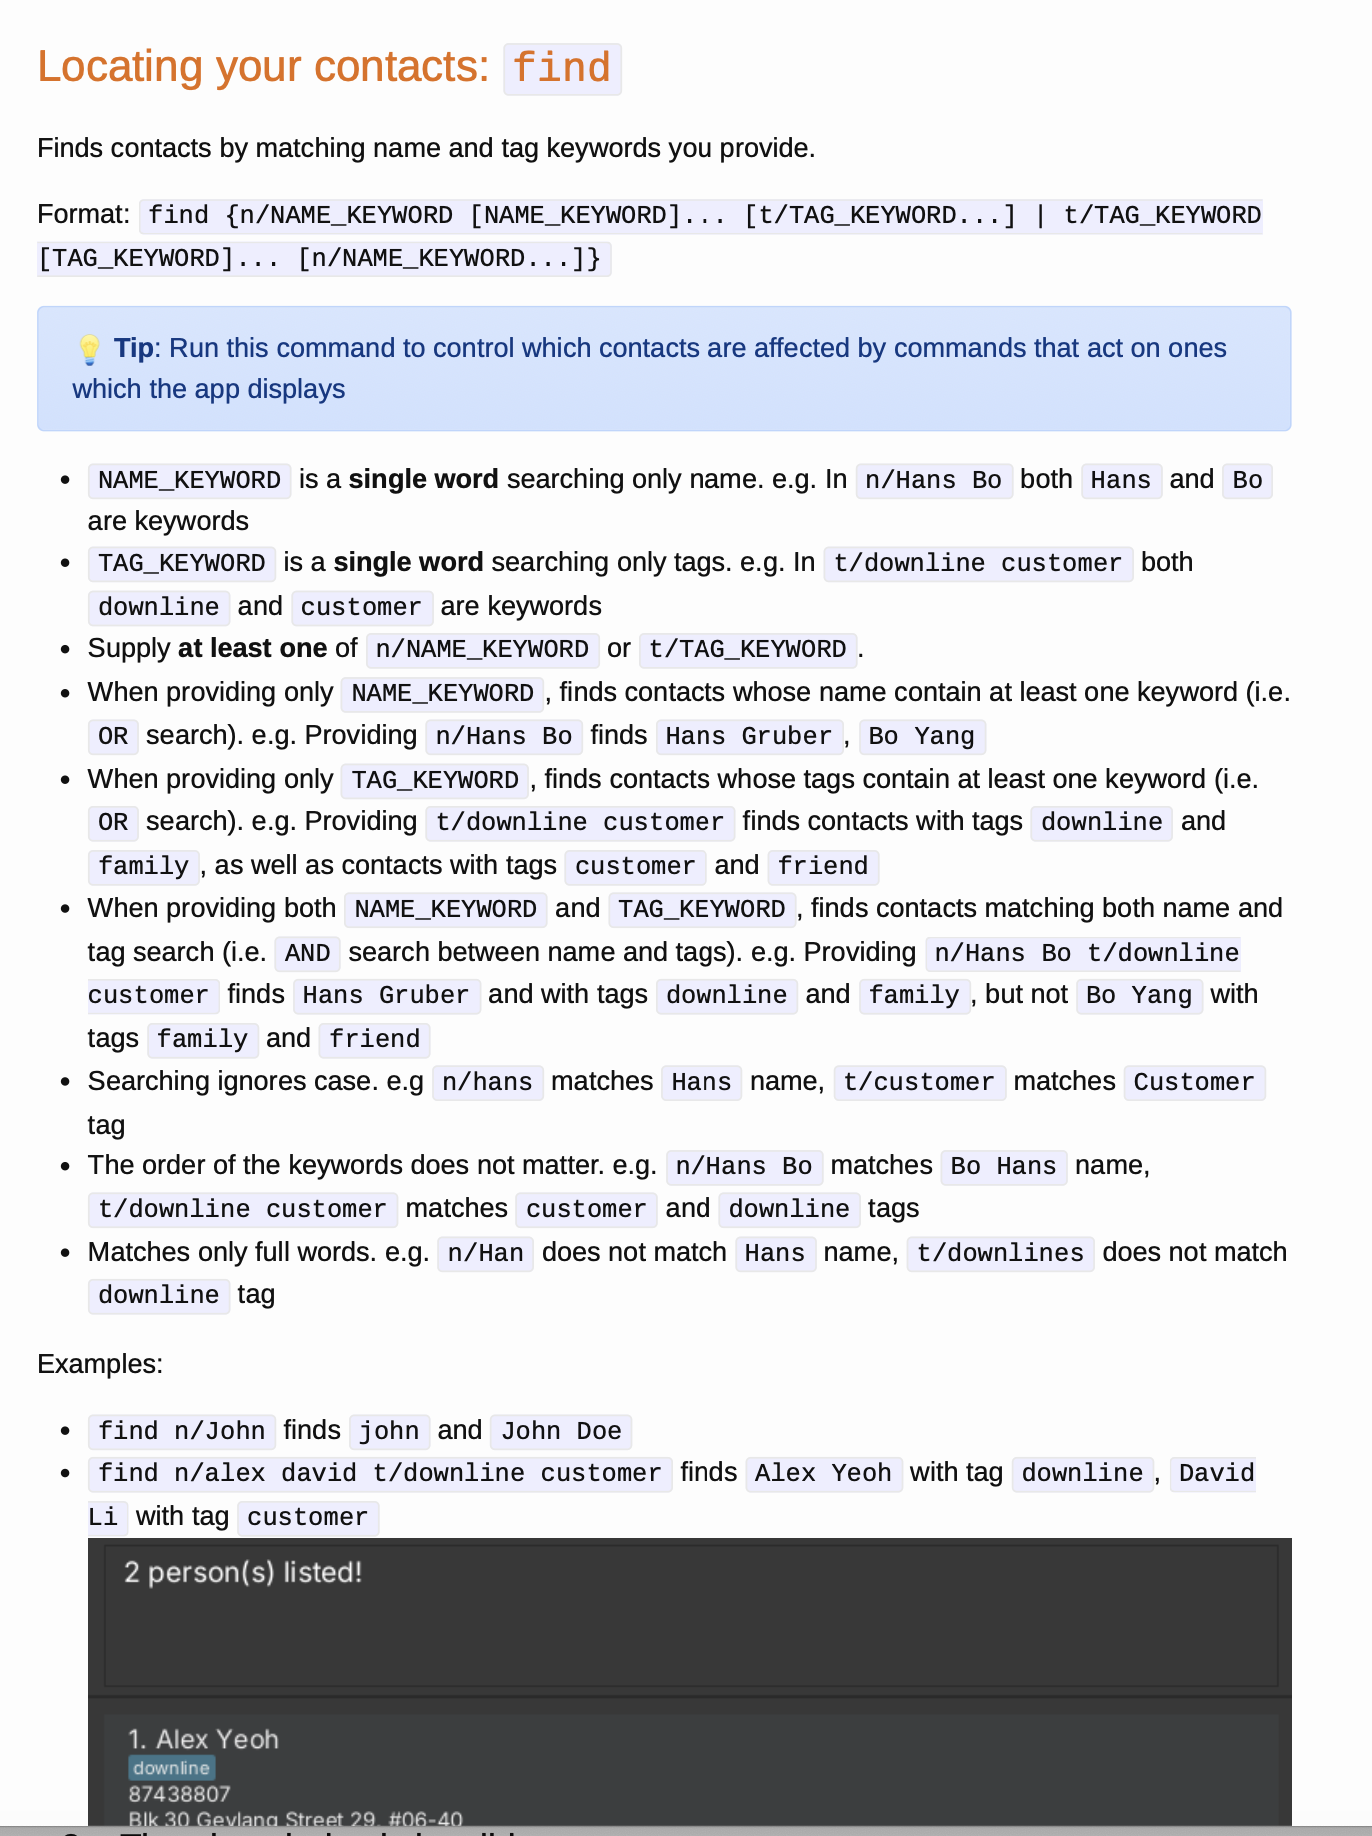 Locating your contacts: find
Finds contacts by matching name and tag keywords you provide.
Format: find {n/NAME_KEYWORD [NAME_KEYWORD]... [t/TAG_KEYWORD...] | t/TAG_KEYWORD
[TAG_KEYWORD]... [n/NAME_KEYWORD...]}
💡 Tip: Run this command to control which contacts are affected by commands that act on ones
which the app displays
• NAME_KEYWORD is a single word searching only name. e.g. In n/Hans Bo both Hans and Bo
are keywords
• TAG_KEYWORD is a single word searching only tags. e.g. In t/downline customer both
downline and customer are keywords
• Supply at least one of n/NAME_KEYWORD or t/TAG_KEYWORD.
• When providing only NAME_KEYWORD, finds contacts whose name contain at least one keyword (i.e.
OR search). e.g. Providing n/Hans Bo finds Hans Gruber, Bo Yang
• When providing only TAG_KEYWORD, finds contacts whose tags contain at least one keyword (i.e.
OR search). e.g. Providing t/downline customer finds contacts with tags downline and
family, as well as contacts with tags customer and friend
• When providing both NAME_KEYWORD and TAG_KEYWORD, finds contacts matching both name and
tag search (i.e. AND search between name and tags). e.g. Providing n/Hans Bo t/downline
customer finds Hans Gruber and with tags downline and family, but not Bo Yang with
tags family and friend
• Searching ignores case. e.g n/hans matches Hans name, t/customer matches Customer
tag
• The order of the keywords does not matter. e.g. n/Hans Bo matches Bo Hans name,
t/downline customer matches customer and downline tags
• Matches only full words. e.g. n/Han does not match Hans name, t/downlines does not match
downline tag
Examples:
• find n/John finds john and John Doe
• find n/alex david t/downline customer finds Alex Yeoh with tag downline, David
Li with tag customer
2 person(s) listed!
1. Alex Yeoh
downline
87438807
Blk 30 Geylang Street 29, #06-40